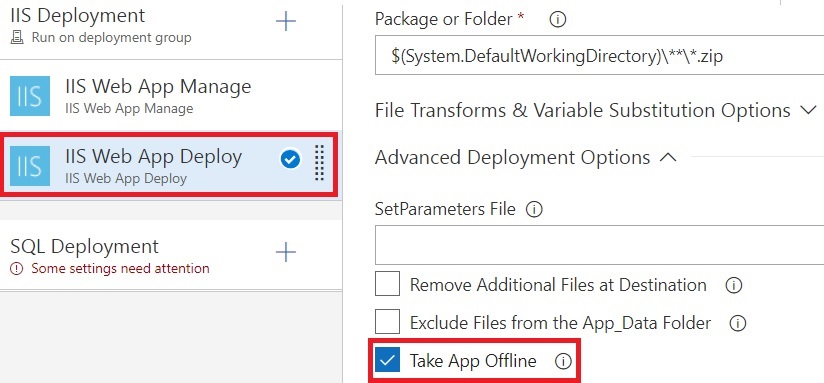 IIS Deployment
Run on deployment group
IIS
IIS Web App Manage
IIS Web App Manage
IIS
IIS Web App Deploy
IIS Web App Deploy
SQL Deployment
Some settings need attention
Package or Folder *
$(System.DefaultWorkingDirectory)\**\*.zip
File Transforms & Variable Substitution Options
Advanced Deployment Options
SetParameters File
Remove Additional Files at Destination
Exclude Files from the App_Data Folder
Take App Offline